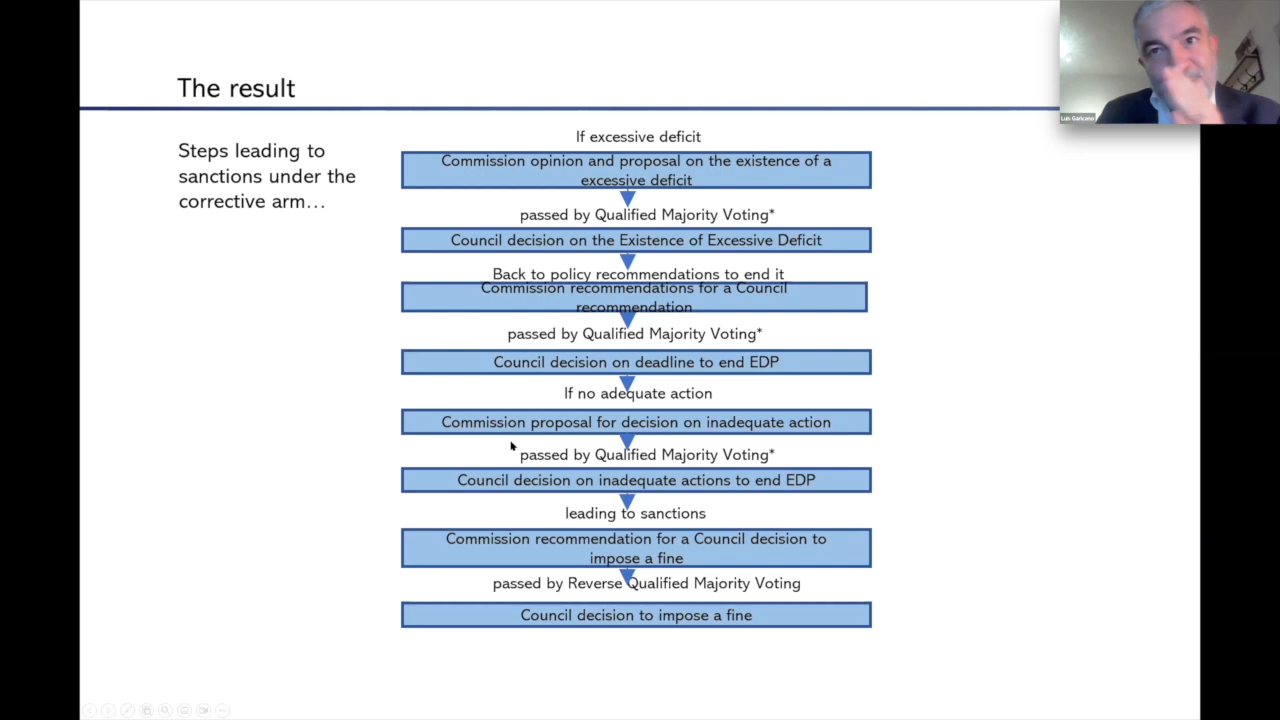 The result
Steps leading to
sanctions under the
corrective arm...
If excessive deficit
Commission opinion and proposal on the existence of a
excessive deficit
passed by Qualified Majority Voting*
Council decision on the Existence of Excessive Deficit
Back to policy recommendations to end it
Commission recommendations for a Council
recommendation
passed by Qualified Majority Voting*
Council decision on deadline to end EDP
If no adequate action
Commission proposal for decision on inadequate action
passed by Qualified Majority Voting*
Council decision on inadequate actions to end EDP
leading to sanctions
Commission recommendation for a Council decision to
impose a fine
passed by Reverse Qualified Majority Voting
Council decision to impose a fine
Luis Garicano